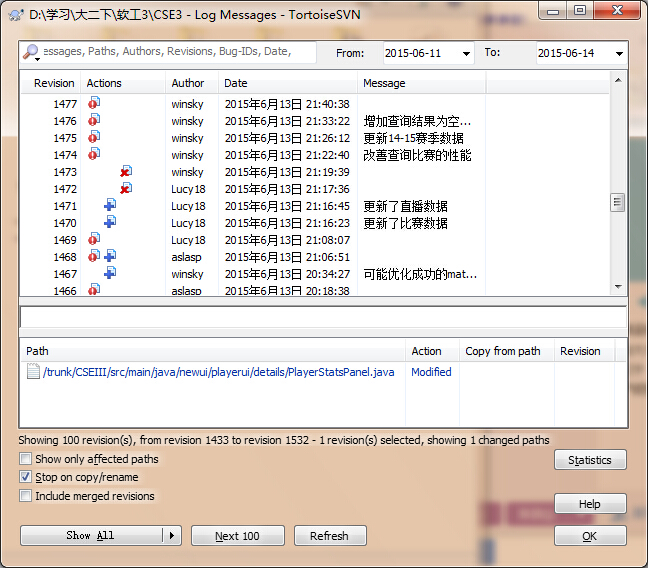 D:\学习\大二下\软工3\CSE3 - Log Messages - TortoiseSVN
essages, Paths, Authors, Revisions, Bug-IDs, Date,
From: 2015-06-11 To: 2015-06-14
Revision Actions Author Date Message
1477 winsky 2015年6月13日 21:40:38
1476 winsky 2015年6月13日 21:33:22 增加查询结果为空...
1475 winsky 2015年6月13日 21:26:12 更新14-15赛季数据
1474 winsky 2015年6月13日 21:22:40 改善查询比赛的性能
1473 winsky 2015年6月13日 21:19:39
1472 Lucy18 2015年6月13日 21:17:36
1471 Lucy18 2015年6月13日 21:16:45 更新了直播数据
1470 Lucy18 2015年6月13日 21:16:23 更新了比赛数据
1469 Lucy18 2015年6月13日 21:08:07
1468 aslasp 2015年6月13日 21:06:51
1467 winsky 2015年6月13日 20:34:27 可能优化成功的mat...
1466 aslasp 2015年6月13日 20:18:38
Path Action Copy from path Revision
/trunk/CSEIII/src/main/java/newui/playerui/details/PlayerStatsPanel.java Modified
Showing 100 revision(s), from revision 1433 to revision 1532 - 1 revision(s) selected, showing 1 changed paths
Show only affected paths
Statistics
Stop on copy/rename
Include merged revisions
Help
Show All Next 100 Refresh OK